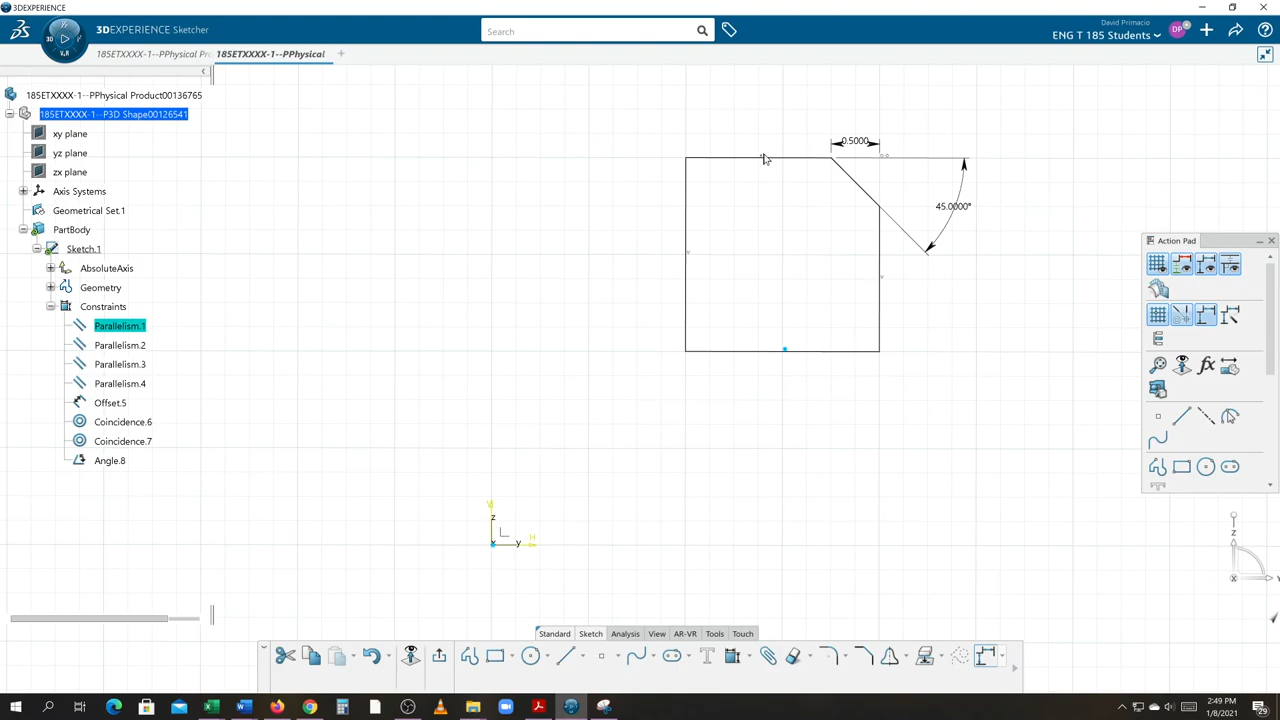 3DEXPERIENCE
3DEXPERIENCE Sketcher
Search
David Primacio
ENG T 185 Students
DP
3D
V.R
185ETXXXX-1--PPhysical Pr...
185ETXXXX-1--PPhysical
185ETXXXX-1--PPhysical Product00136765
185ETXXXX-1--P3D Shape00126541
xy plane
yz plane
zx plane
Axis Systems
Geometrical Set.1
PartBody
Sketch.1
AbsoluteAxis
Geometry
Constraints
Parallelism.1
Parallelism.2
Parallelism.3
Parallelism.4
Offset.5
Coincidence.6
Coincidence.7
Angle.8
0.5000
45.0000°
V
z
H
y
Action Pad
fx
Z
Standard
Sketch
Analysis
View
AR-VR
Tools
Touch
2:49 PM
1/8/2021